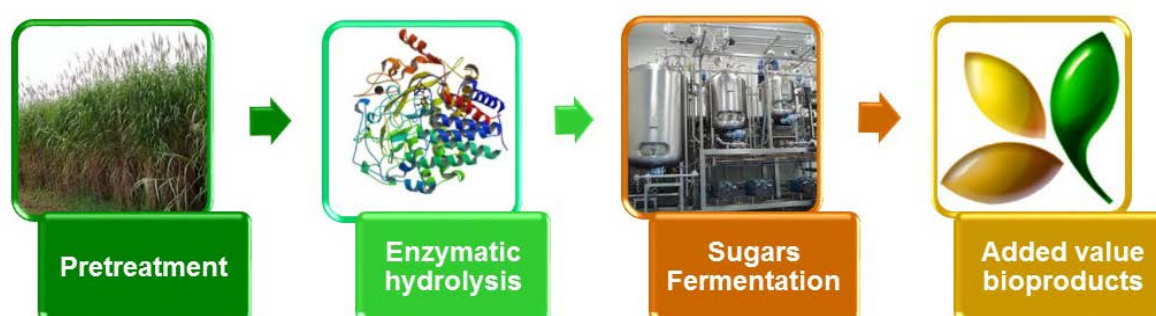 Pretreatment
Enzymatic
hydrolysis
Sugars
Fermentation
Added value
bioproducts